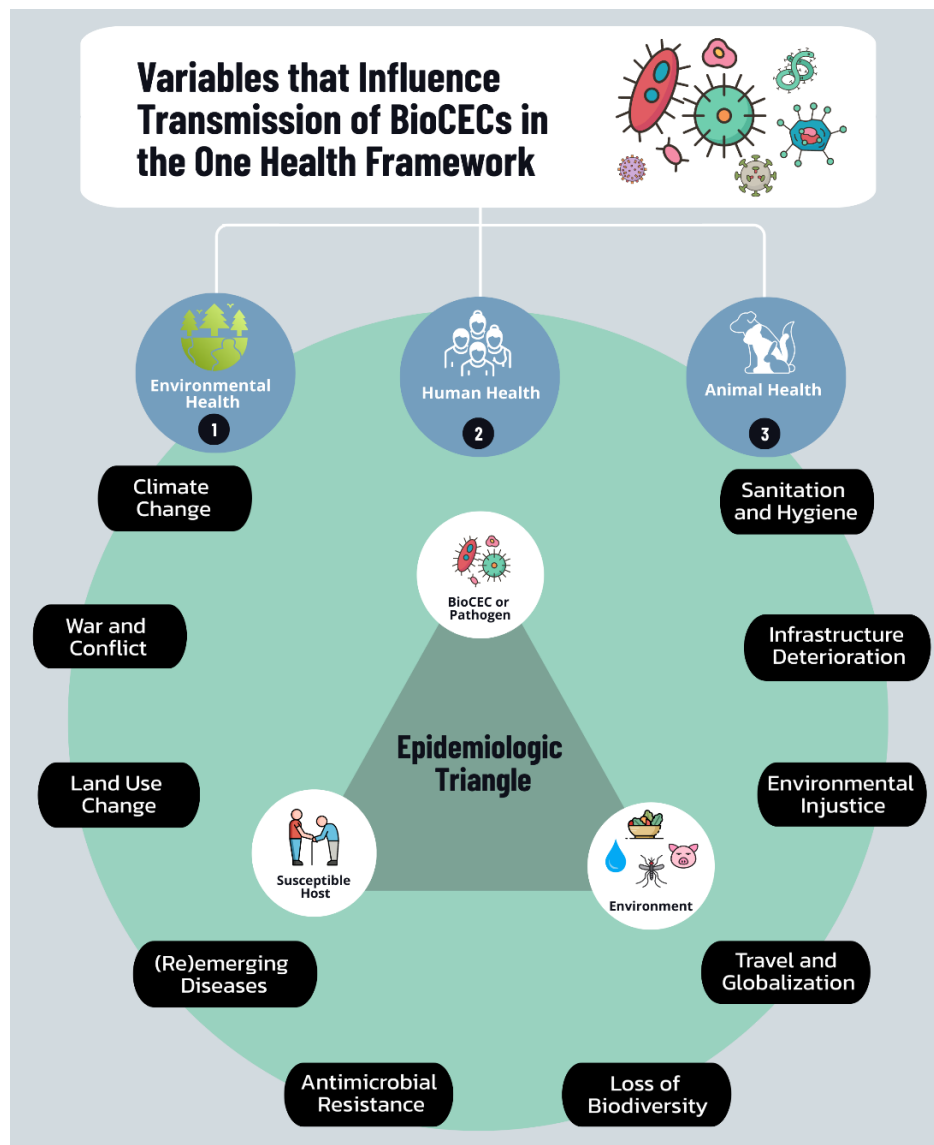 Variables that Influence
Transmission of BioCECs in
the One Health Framework
Environmental
Health
1
Human Health
2
Animal Health
3
Climate
Change
Sanitation
and Hygiene
BioCEC or
Pathogen
War and
Conflict
Infrastructure
Deterioration
Epidemiologic
Triangle
Land Use
Change
Environmental
Injustice
Susceptible
Host
Environment
(Re)emerging
Diseases
Travel and
Globalization
Antimicrobial
Resistance
Loss of
Biodiversity